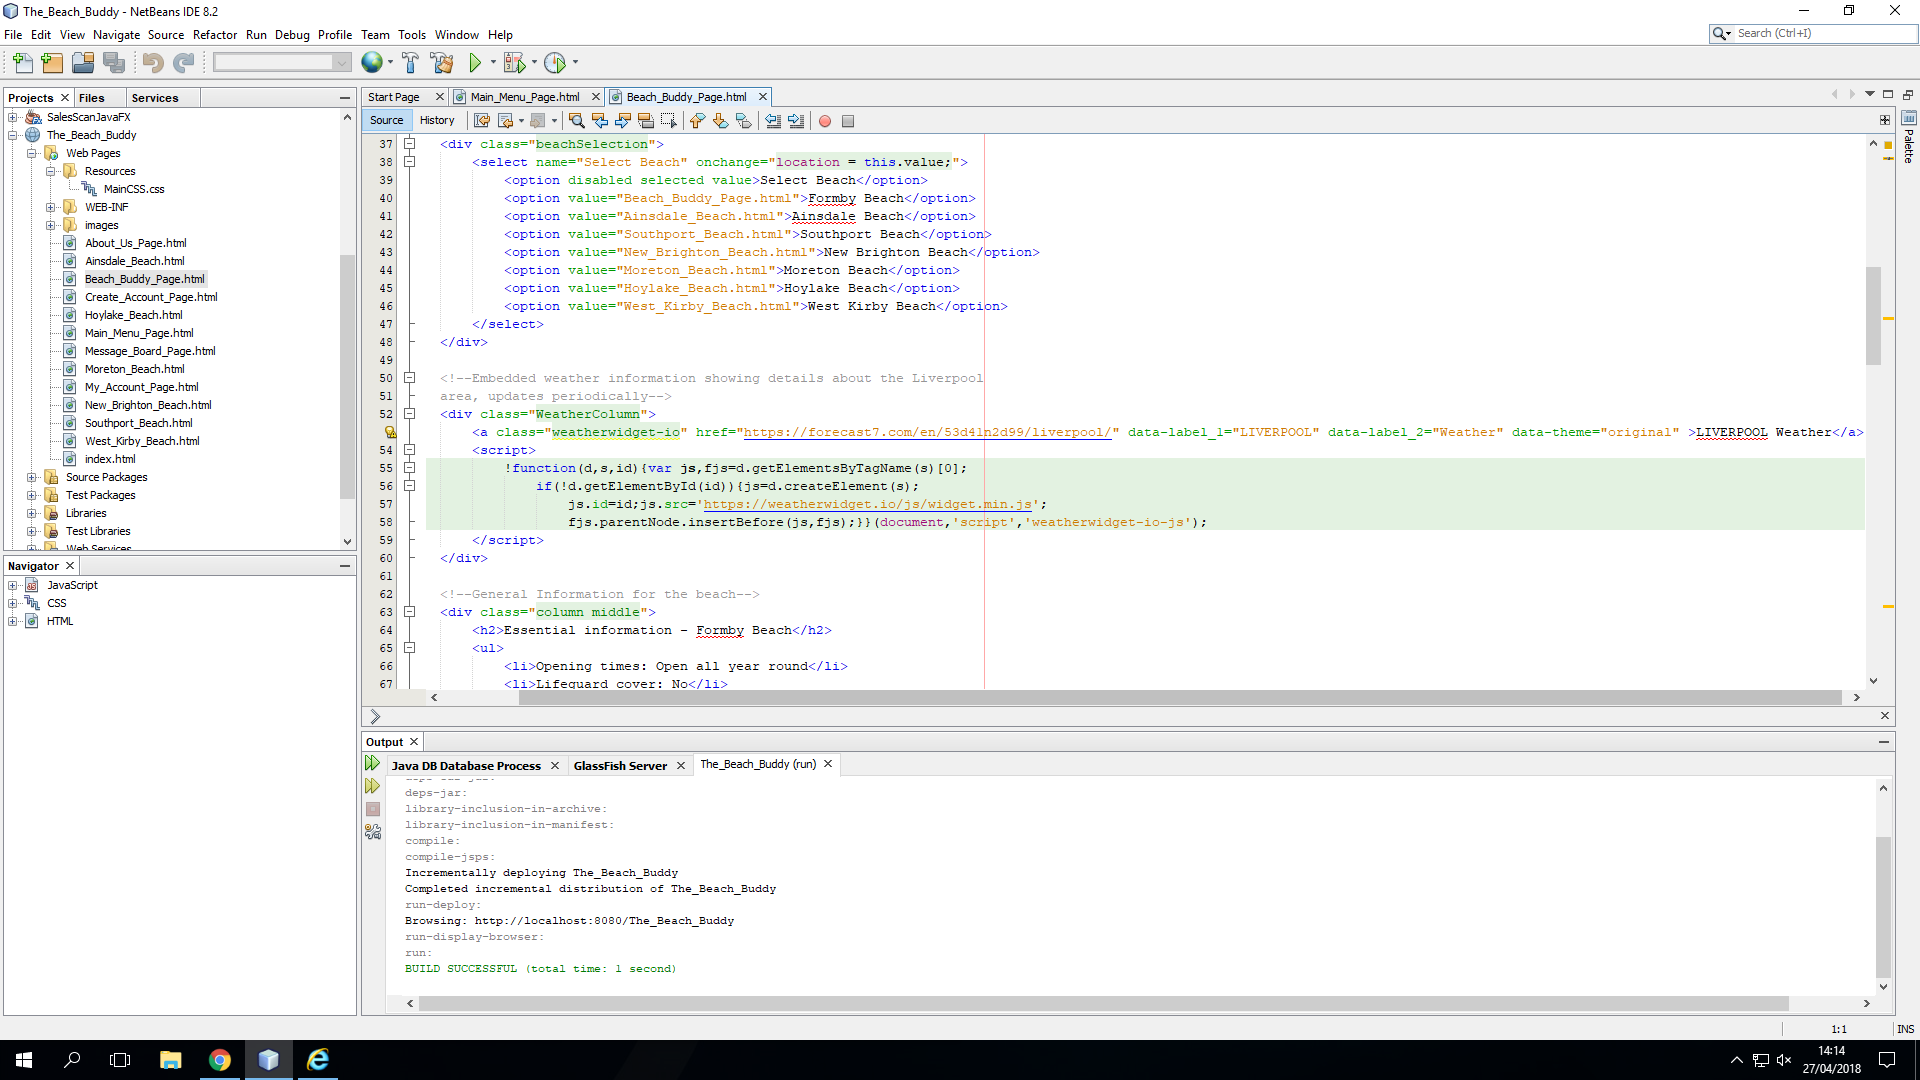 The_Beach_Buddy - NetBeans IDE 8.2
File Edit View Navigate Source Refactor Run Debug Profile Team Tools Window Help
Search (Ctrl+I)
Projects Files Services
SalesScanJavaFX
The_Beach_Buddy
Web Pages
Resources
MainCSS.css
WEB-INF
images
About_Us_Page.html
Ainsdale_Beach.html
Beach_Buddy_Page.html
Create_Account_Page.html
Hoylake_Beach.html
Main_Menu_Page.html
Message_Board_Page.html
Moreton_Beach.html
My_Account_Page.html
New_Brighton_Beach.html
Southport_Beach.html
West_Kirby_Beach.html
index.html
Source Packages
Test Packages
Libraries
Test Libraries
Web Services
Navigator
JavaScript
CSS
HTML
Start Page Main_Menu_Page.html Beach_Buddy_Page.html
Source History
37 <div class="beachSelection">
38 <select name="Select Beach" onchange="location = this.value;">
39 <option disabled selected value>Select Beach</option>
40 <option value="Beach_Buddy_Page.html">Formby Beach</option>
41 <option value="Ainsdale_Beach.html">Ainsdale Beach</option>
42 <option value="Southport_Beach.html">Southport Beach</option>
43 <option value="New_Brighton_Beach.html">New Brighton Beach</option>
44 <option value="Moreton_Beach.html">Moreton Beach</option>
45 <option value="Hoylake_Beach.html">Hoylake Beach</option>
46 <option value="West_Kirby_Beach.html">West Kirby Beach</option>
47 </select>
48 </div>
49
50 <!--Embedded weather information showing details about the Liverpool
51 area, updates periodically-->
52 <div class="WeatherColumn">
<a class="weatherwidget-io" href="https://forecast7.com/en/53d41n2d99/liverpool/" data-label_1="LIVERPOOL" data-label_2="Weather" data-theme="original" >LIVERPOOL Weather</a>
54 <script>
55 !function(d,s,id){var js,fjs=d.getElementsByTagName(s)[0];
56 if(!d.getElementById(id)){js=d.createElement(s);
57 js.id=id;js.src='https://weatherwidget.io/js/widget.min.js';
58 fjs.parentNode.insertBefore(js,fjs);}}(document,'script','weatherwidget-io-js');
59 </script>
60 </div>
61
62 <!--General Information for the beach-->
63 <div class="column middle">
64 <h2>Essential information - Formby Beach</h2>
65 <ul>
66 <li>Opening times: Open all year round</li>
67 <li>Lifeguard cover: No</li>
Palette
Output
Java DB Database Process GlassFish Server The_Beach_Buddy (run)
deps-jar:
library-inclusion-in-archive:
library-inclusion-in-manifest:
compile:
compile-jsps:
Incrementally deploying The_Beach_Buddy
Completed incremental distribution of The_Beach_Buddy
run-deploy:
Browsing: http://localhost:8080/The_Beach_Buddy
run-display-browser:
run:
BUILD SUCCESSFUL (total time: 1 second)
1:1 INS
14:14
27/04/2018